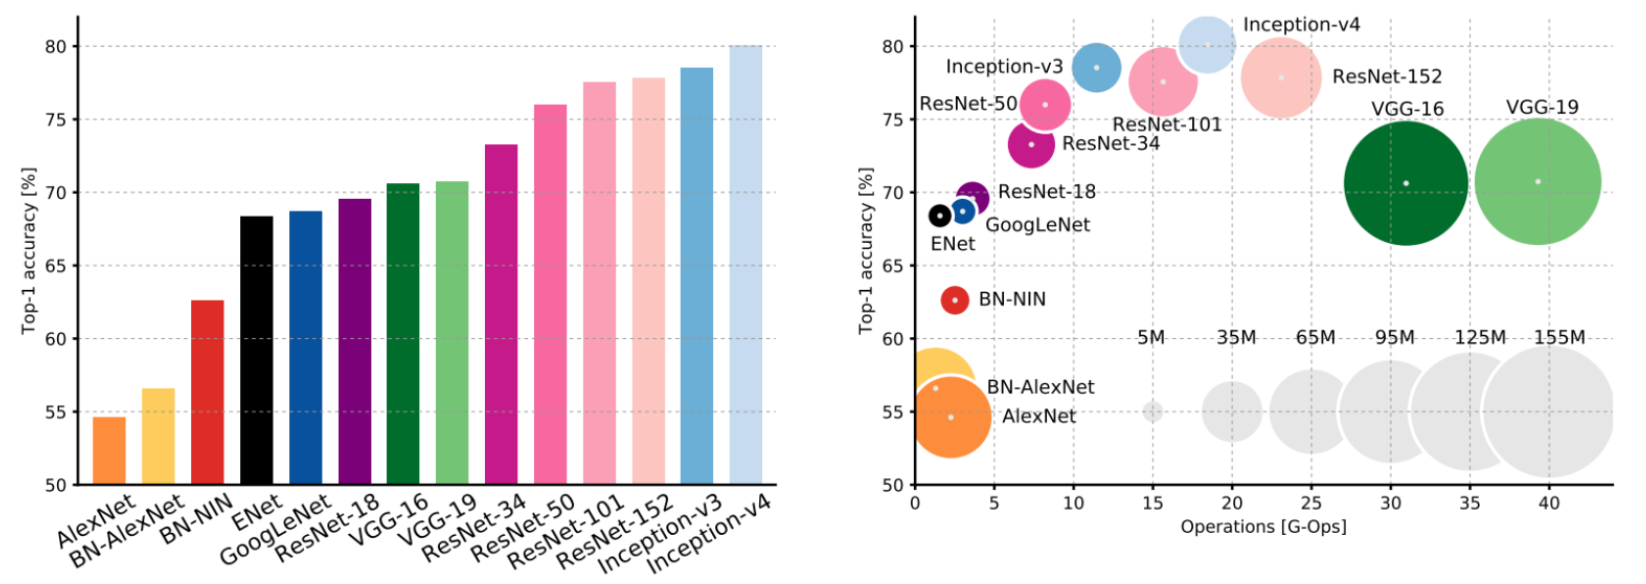 80
75
70
65
60
55
50
Top-1 accuracy [%]
AlexNet
BN-AlexNet
BN-NIN
ENet
GoogLeNet
ResNet-18
VGG-16
VGG-19
ResNet-34
ResNet-50
ResNet-101
ResNet-152
Inception-v3
Inception-v4
80
75
70
65
60
55
50
Top-1 accuracy [%]
Inception-v4
Inception-v3
ResNet-152
ResNet-50
VGG-16
VGG-19
ResNet-101
ResNet-34
ResNet-18
GoogLeNet
ENet
BN-NIN
5M
35M
65M
95M
125M
155M
BN-AlexNet
AlexNet
0
5
10
15
20
25
30
35
40
Operations [G-Ops]